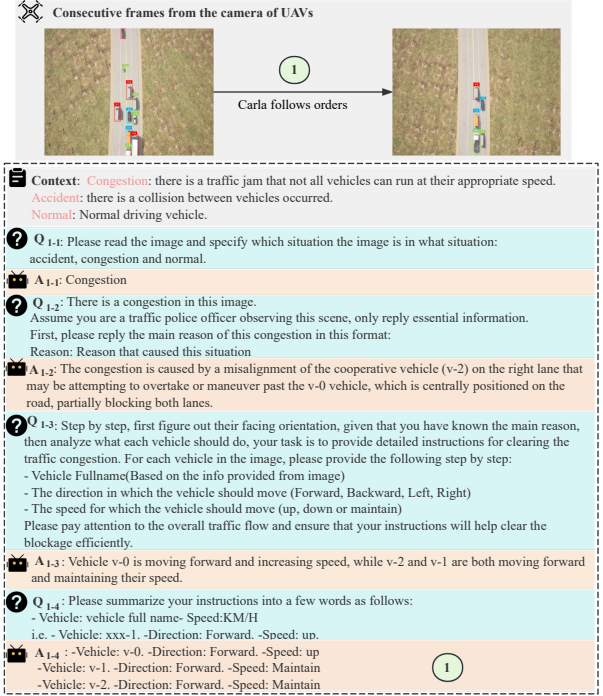 Consecutive frames from the camera of UAVs
1
Carla follows orders
Context: Congestion: there is a traffic jam that not all vehicles can run at their appropriate speed.
Accident: there is a collision between vehicles occurred.
Normal: Normal driving vehicle.
Q 1-1: Please read the image and specify which situation the image is in what situation:
accident, congestion and normal.
A 1-1: Congestion
Q 1-2: There is a congestion in this image.
Assume you are a traffic police officer observing this scene, only reply essential information.
First, please reply the main reason of this congestion in this format:
Reason: Reason that caused this situation
A 1-2: The congestion is caused by a misalignment of the cooperative vehicle (v-2) on the right lane that
may be attempting to overtake or maneuver past the v-0 vehicle, which is centrally positioned on the
road, partially blocking both lanes.
Q 1-3: Step by step, first figure out their facing orientation, given that you have known the main reason,
then analyze what each vehicle should do, your task is to provide detailed instructions for clearing the
traffic congestion. For each vehicle in the image, please provide the following step by step:
- Vehicle Fullname(Based on the info provided from image)
- The direction in which the vehicle should move (Forward, Backward, Left, Right)
- The speed for which the vehicle should move (up, down or maintain)
Please pay attention to the overall traffic flow and ensure that your instructions will help clear the
blockage efficiently.
A 1-3: Vehicle v-0 is moving forward and increasing speed, while v-2 and v-1 are both moving forward
and maintaining their speed.
Q 1-4: Please summarize your instructions into a few words as follows:
- Vehicle: vehicle full name- Speed:KM/H
i.e. - Vehicle: xxx-1. -Direction: Forward. -Speed: up.
A 1-4 : -Vehicle: v-0. -Direction: Forward. -Speed: up
-Vehicle: v-1. -Direction: Forward. -Speed: Maintain
-Vehicle: v-2. -Direction: Forward. -Speed: Maintain
1